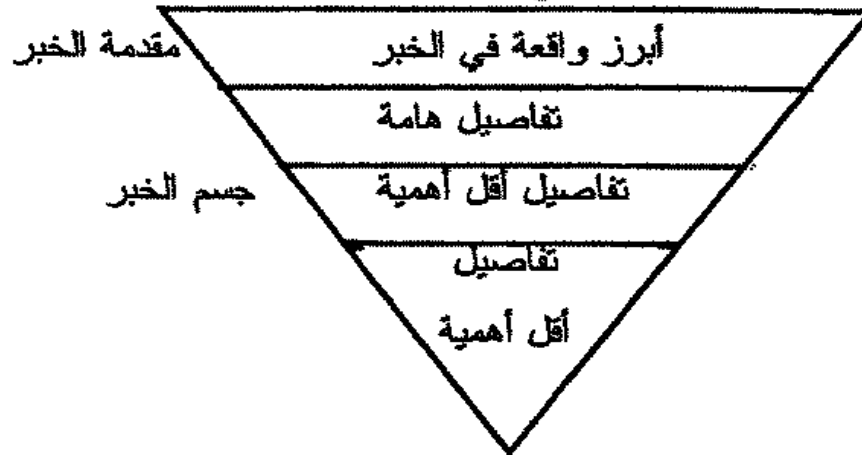 مقدمة الخبر
أبرز واقعة في الخبر
تفاصيل هامة
جسم الخبر
تفاصيل أقل أهمية
تفاصيل
أقل أهمية